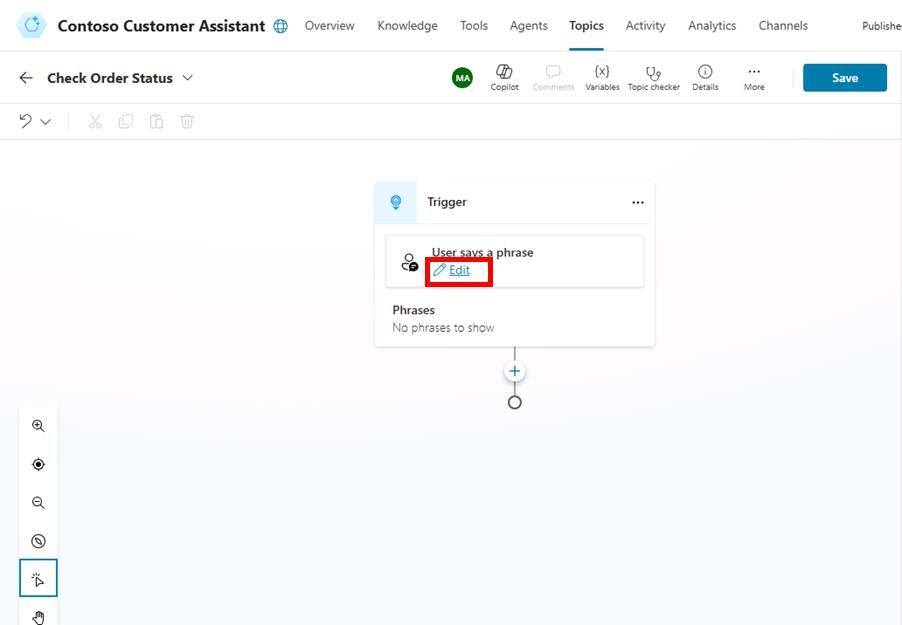 Contoso Customer Assistant Overview Knowledge Tools Agents Topics Activity Analytics Channels Publishe
Check Order Status MA Copilot Comments {x} Variables Topic checker Details More Save
Trigger
User says a phrase
Edit
Phrases
No phrases to show